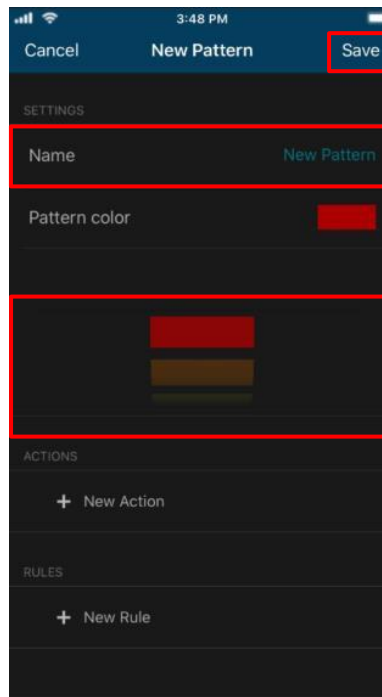 3:48 PM
Cancel New Pattern Save
SETTINGS
Name New Pattern
Pattern color
ACTIONS
+ New Action
RULES
+ New Rule